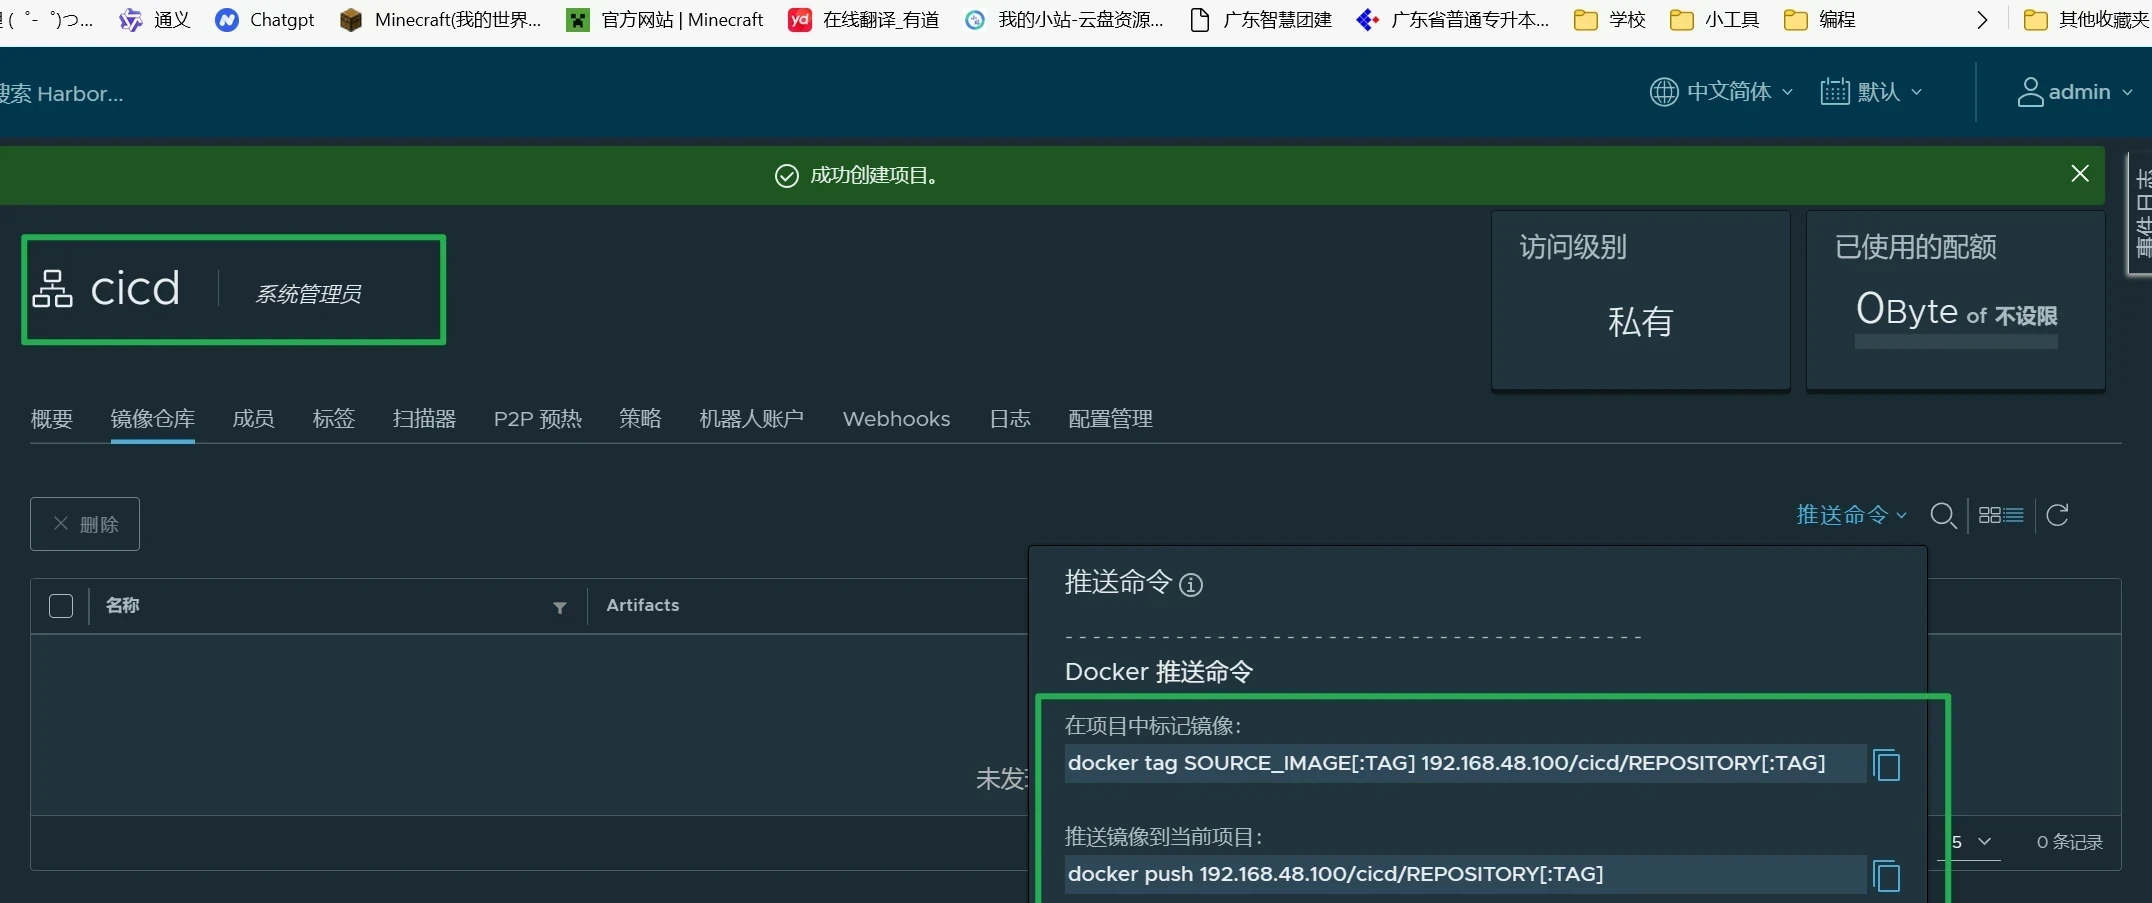 ( ゜- ゜)つ... 通义 Chatgpt Minecraft(我的世界... 官方网站 | Minecraft yd 在线翻译_有道 我的小站-云盘资源... 广东智慧团建 广东省普通专升本... 学校 小工具 编程 其他收藏夹
搜索 Harbor... 中文简体 默认 admin
成功创建项目。
事件日志
cicd 系统管理员
访问级别 已使用的配额
私有 0Byte of 不设限
概要 镜像仓库 成员 标签 扫描器 P2P 预热 策略 机器人账户 Webhooks 日志 配置管理
删除 推送命令
名称 Artifacts
推送命令
- - - - - - - - - - - - - - - - - - - - - - - - - - - - - - - - - - - - - - - - - -
Docker 推送命令
在项目中标记镜像:
docker tag SOURCE_IMAGE[:TAG] 192.168.48.100/cicd/REPOSITORY[:TAG]
未发
推送镜像到当前项目:
5 0 条记录
docker push 192.168.48.100/cicd/REPOSITORY[:TAG]